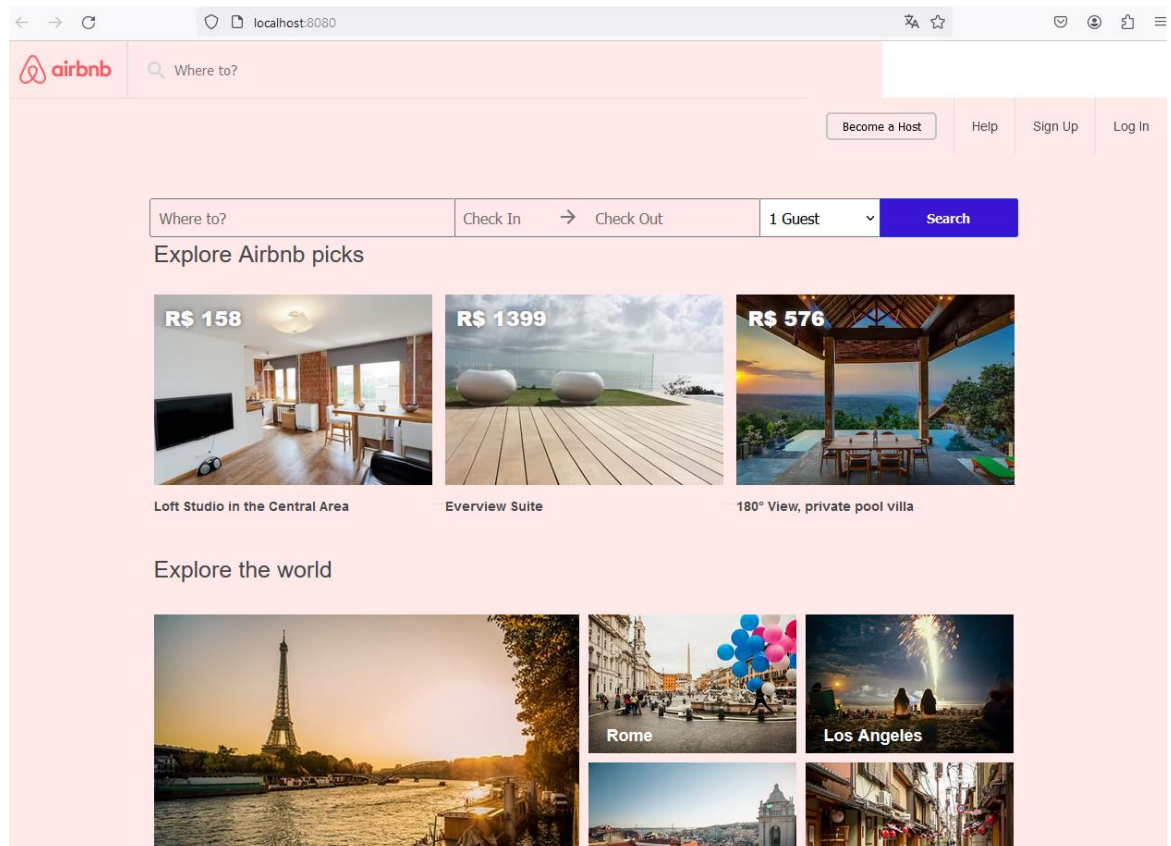 localhost:8080
airbnb
Where to?
Become a Host Help Sign Up Log In
Where to? Check In → Check Out 1 Guest Search
Explore Airbnb picks
R$ 158 R$ 1399 R$ 576
Loft Studio in the Central Area Everview Suite 180° View, private pool villa
Explore the world
Rome Los Angeles